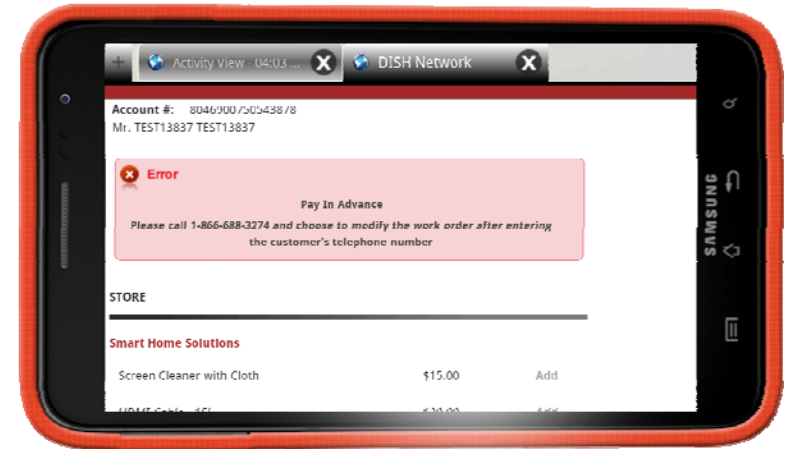 + Activity View - 04:03 ... X DISH Network X
Account #: 8046900750543878
Mr. TEST13837 TEST13837
Error
Pay In Advance
Please call 1-866-688-3274 and choose to modify the work order after entering
the customer's telephone number
STORE
Smart Home Solutions
Screen Cleaner with Cloth $15.00 Add
SAMSUNG